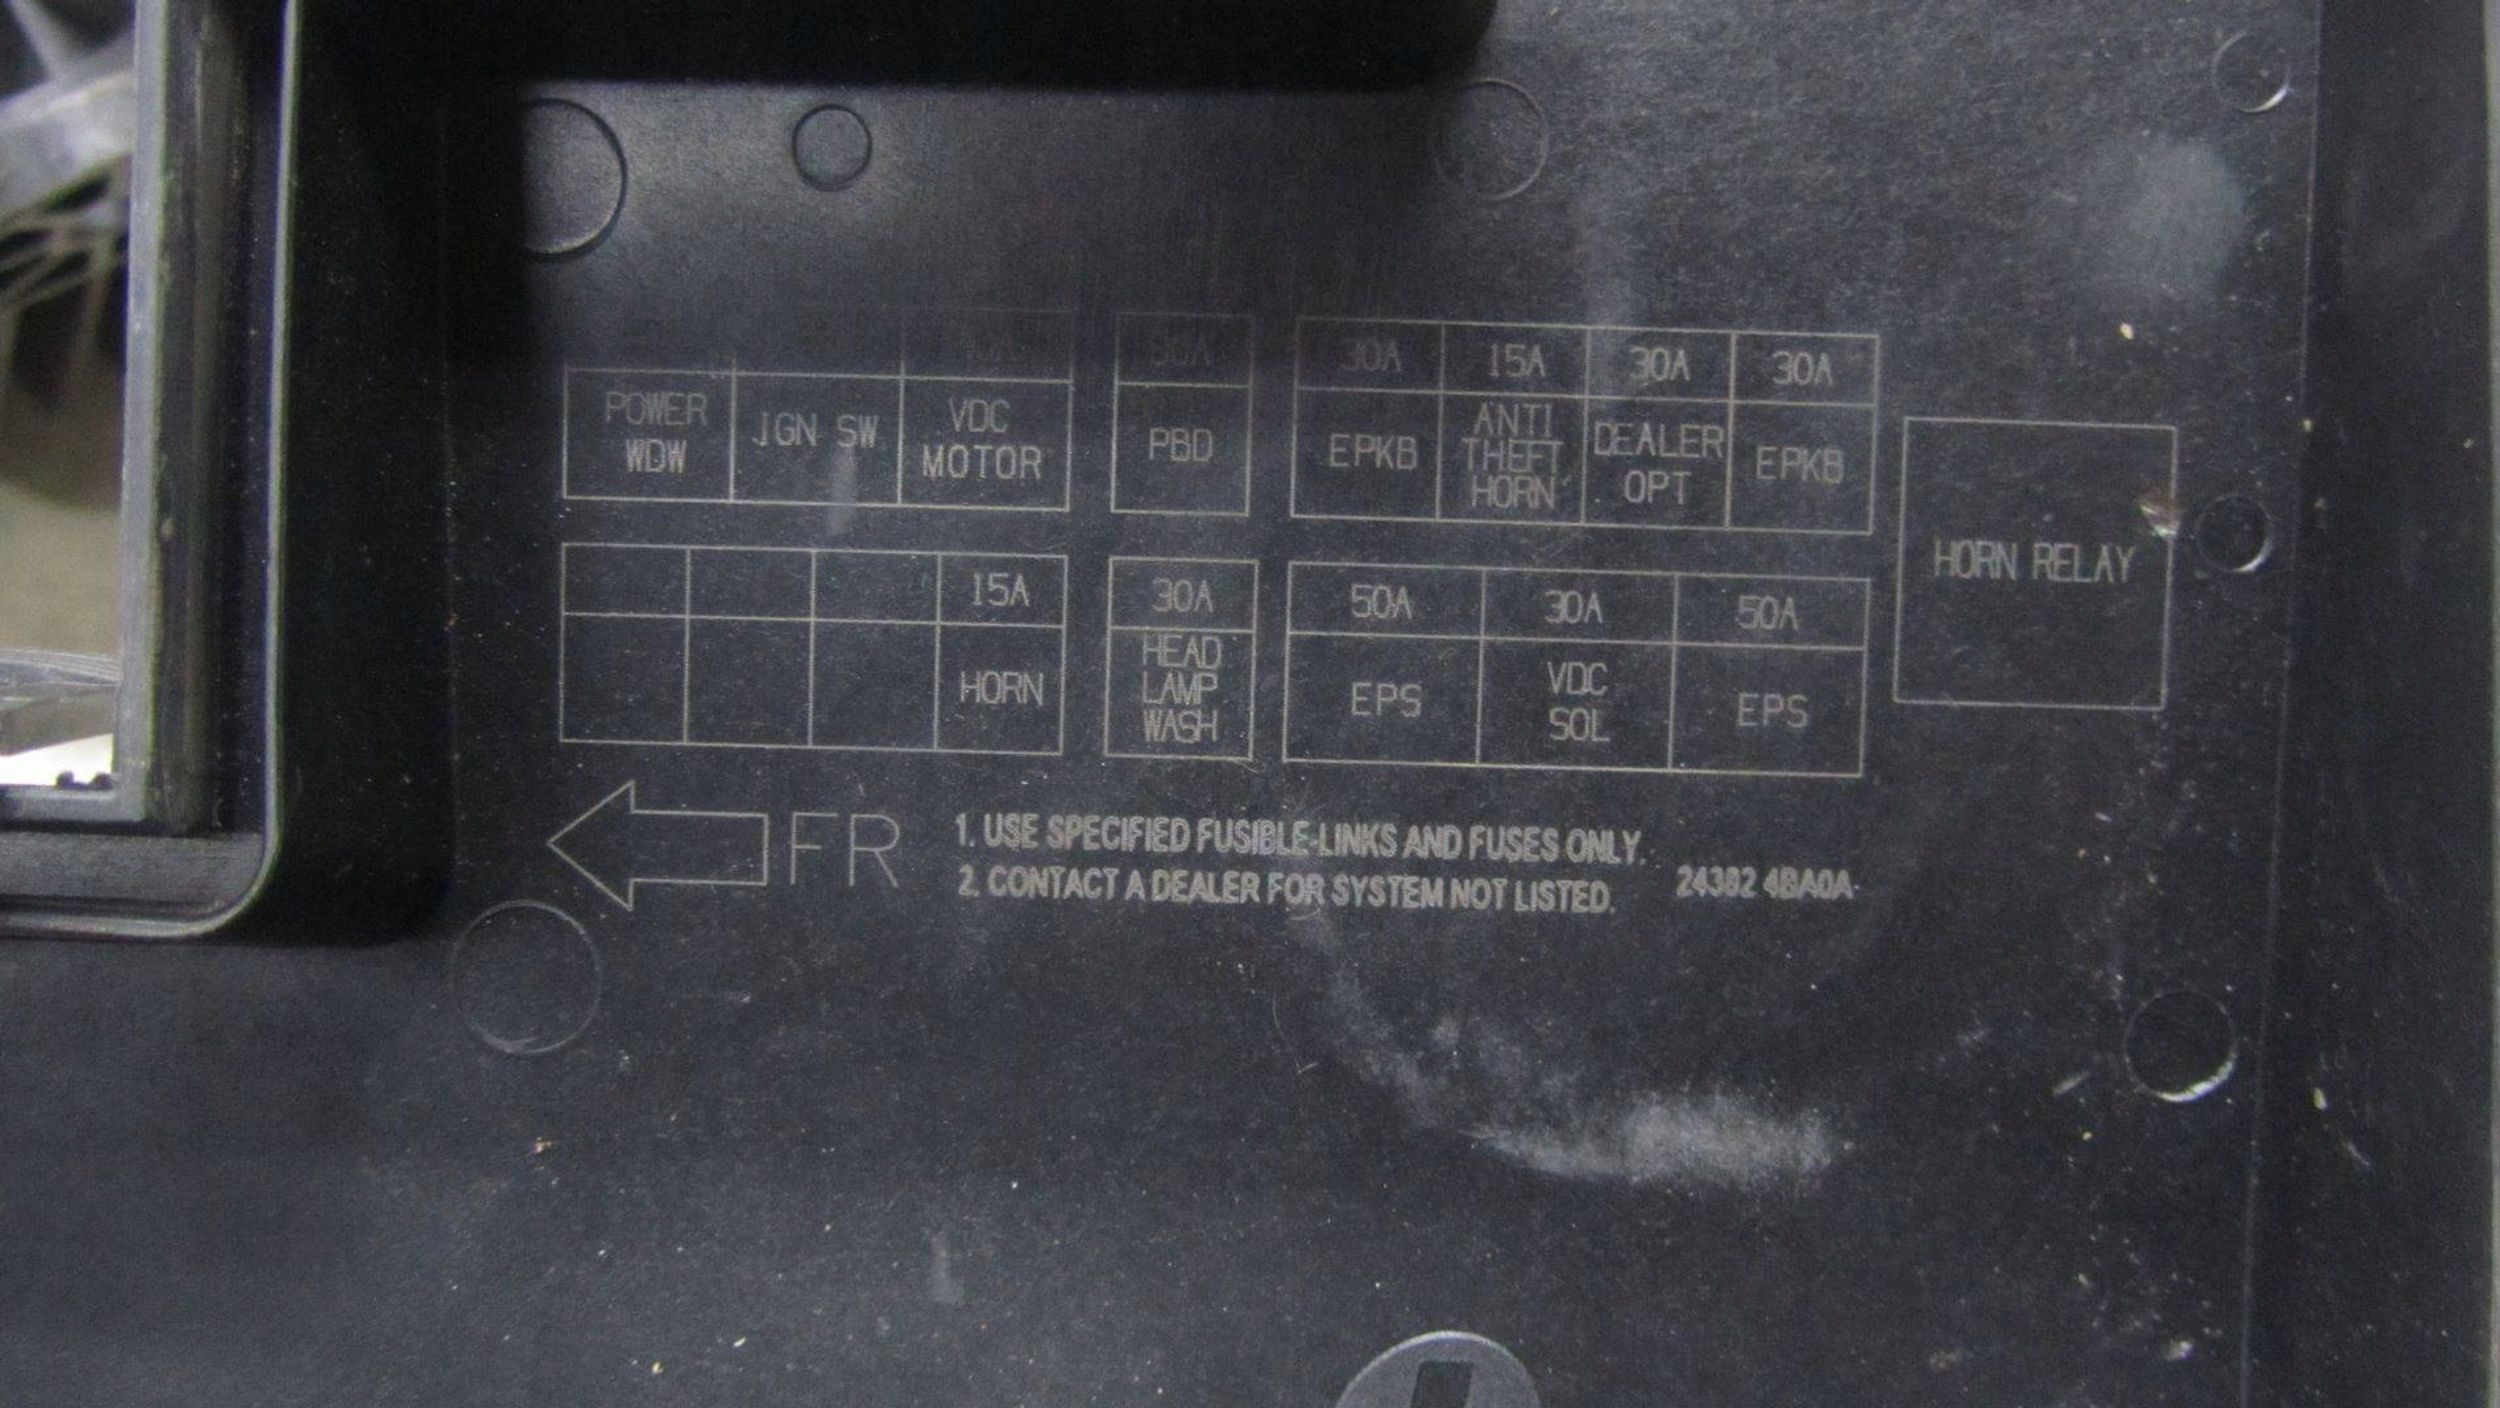 30A 15A 30A 30A
POWER
WDW
IGN SW
VDC
MOTOR
PBD
EPKB
ANTI
THEFT
HORN
DEALER
OPT
EPKB
HORN RELAY
15A 30A 50A 30A 50A
HORN
HEAD
LAMP
WASH
EPS
VDC
SOL
EPS
FR
1. USE SPECIFIED FUSIBLE-LINKS AND FUSES ONLY.
2. CONTACT A DEALER FOR SYSTEM NOT LISTED.
24382 4BA0A